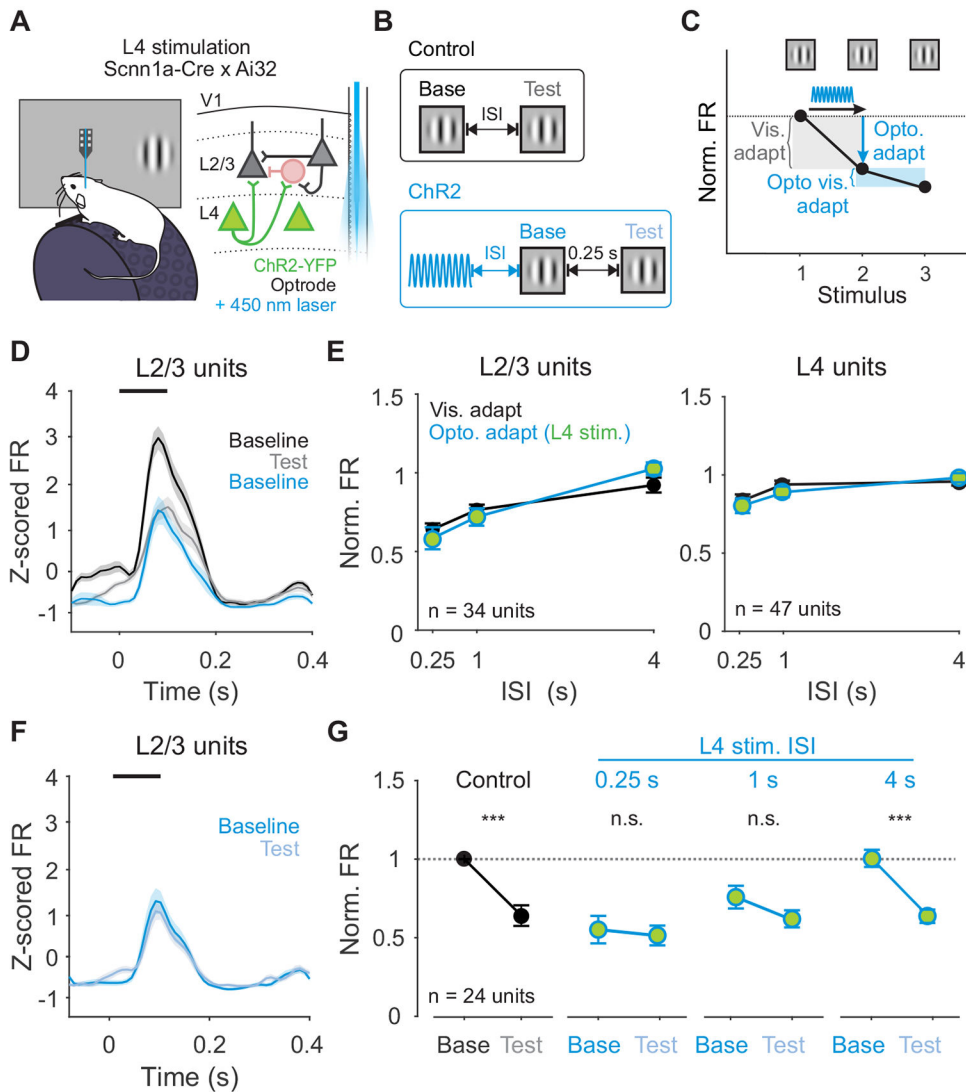 A
L4 stimulation
Scnn1a-Cre x Ai32
V1
L2/3
L4
ChR2-YFP
Optrode
+ 450 nm laser
B
Control
Base
ISI
Test
ChR2
ISI
Base
0.25 s
Test
C
Norm. FR
Vis.
adapt
Opto.
adapt
Opto vis.
adapt
1
2
3
Stimulus
D
L2/3 units
Z-scored FR
4
3
2
1
0
-1
Baseline
Test
Baseline
0
0.2
0.4
Time (s)
E
L2/3 units
Norm. FR
1.5
1
0.5
0
Vis. adapt
Opto. adapt (L4 stim.)
n = 34 units
0.25
1
4
ISI (s)
L4 units
1.5
1
0.5
0
n = 47 units
0.25
1
4
ISI (s)
F
L2/3 units
Z-scored FR
4
3
2
1
0
-1
Baseline
Test
0
0.2
0.4
Time (s)
G
L4 stim. ISI
Control
0.25 s
1 s
4 s
***
n.s.
n.s.
***
Norm. FR
1.5
1
0.5
0
n = 24 units
Base Test
Base Test
Base Test
Base Test